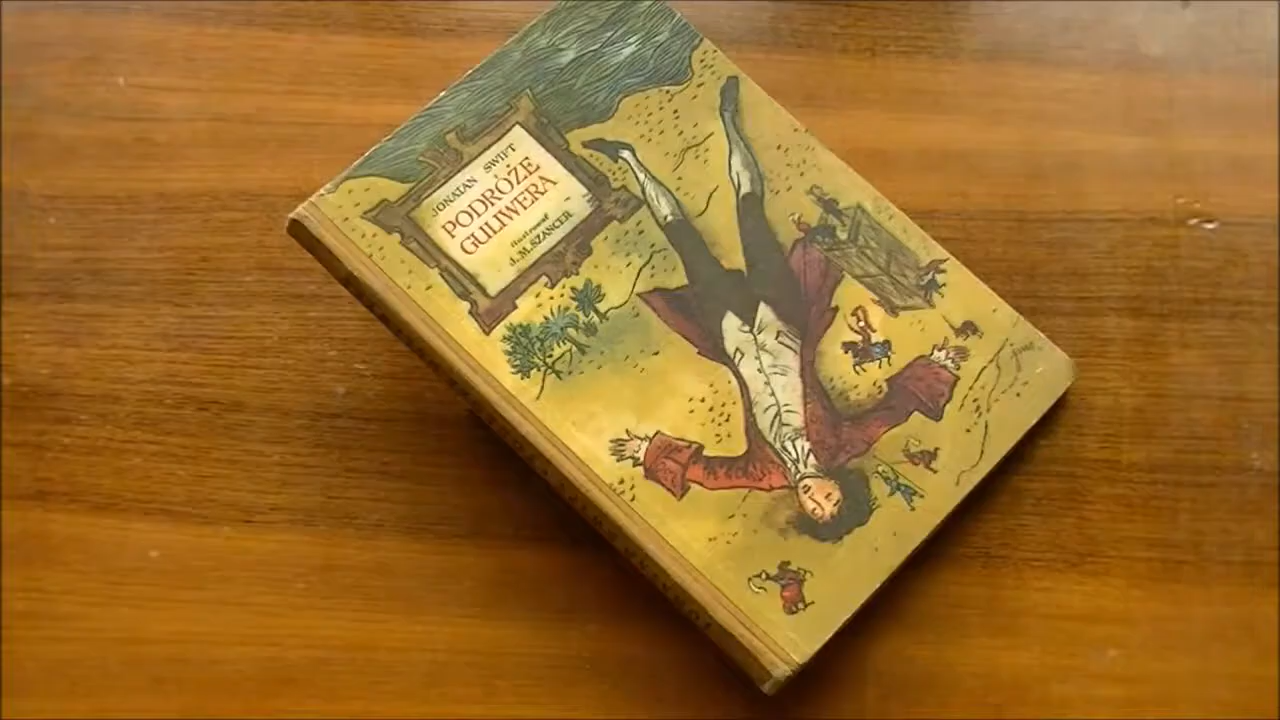 JONATAN SWIFT
PODRÓŻE
GULIWERA
ilustrował
J. M. SZANCER